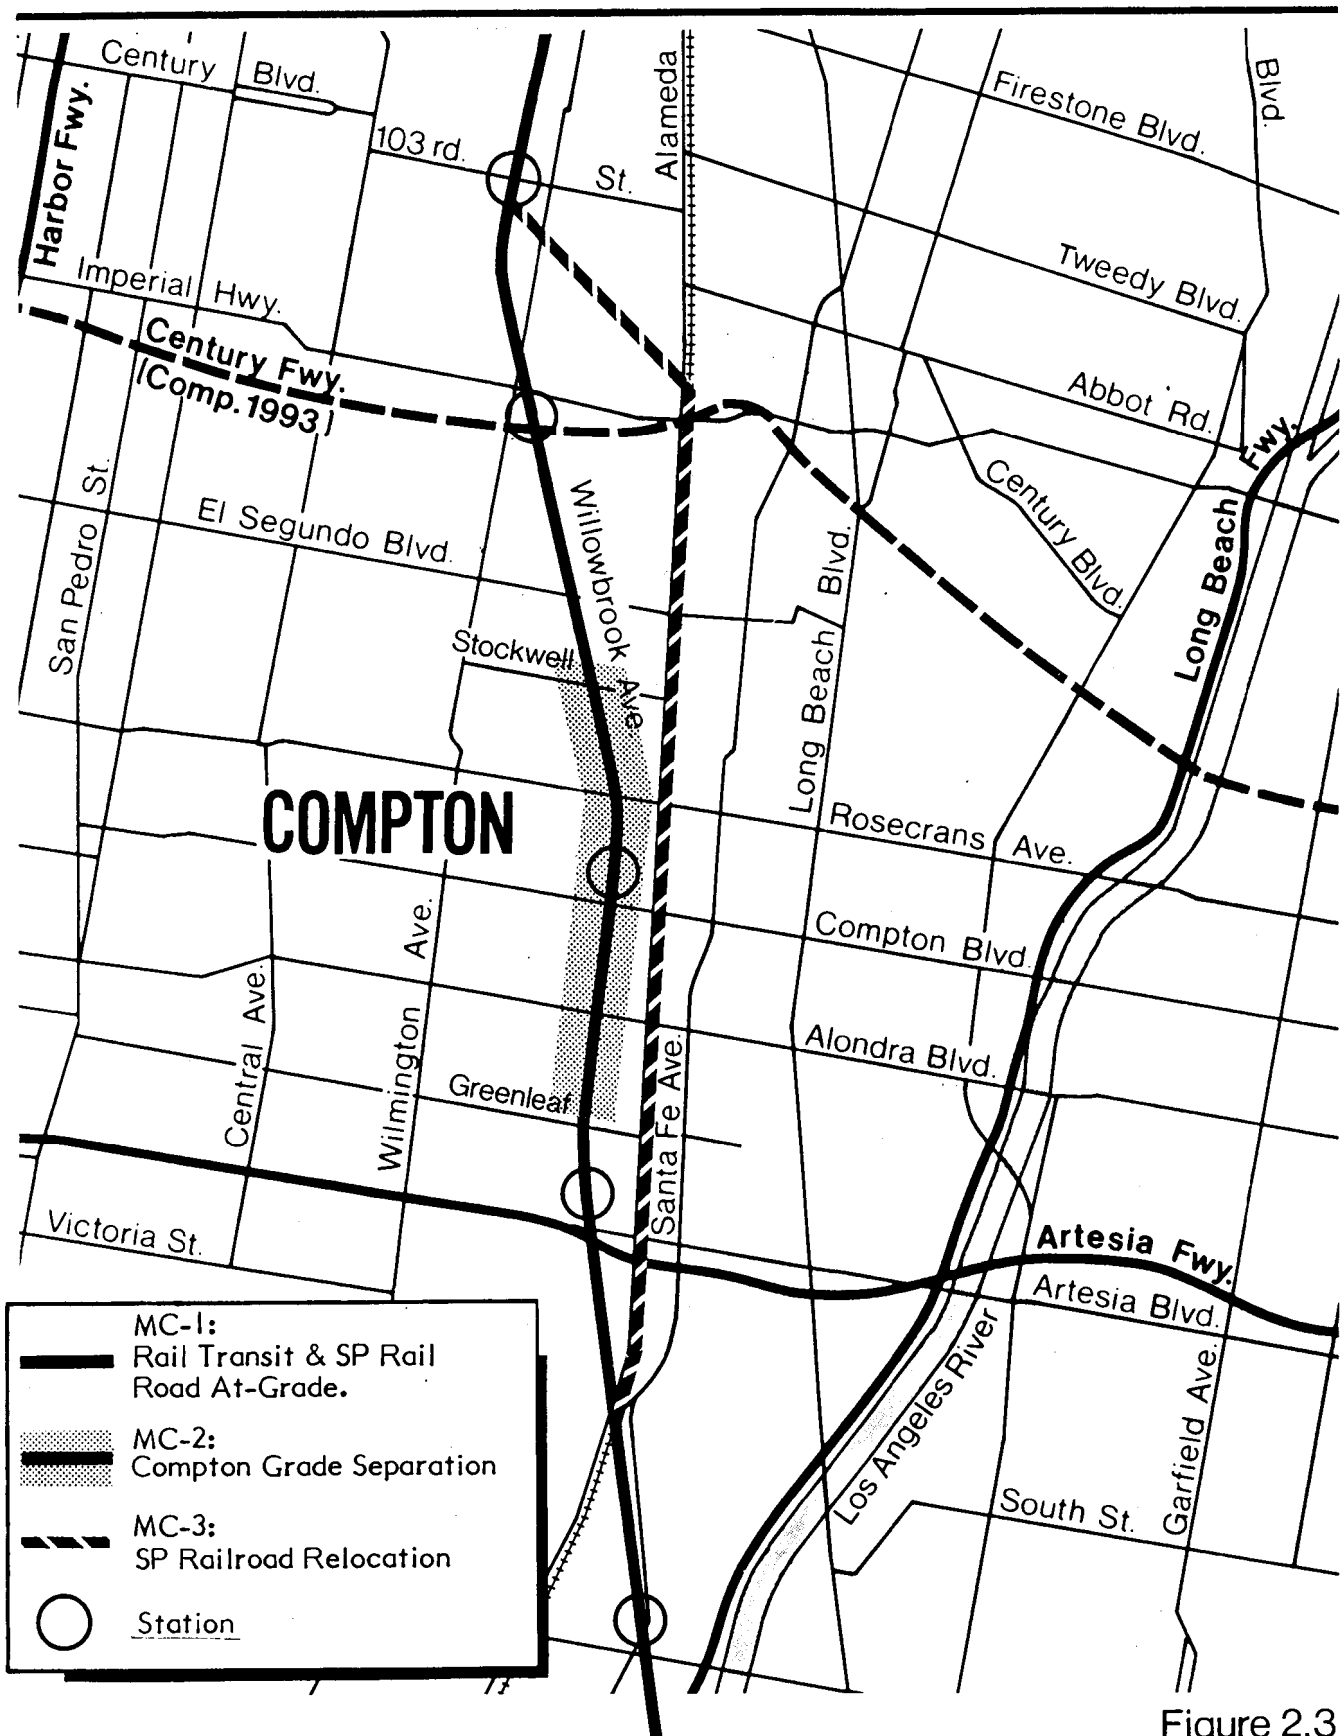 Century Blvd.
Harbor Fwy.
103 rd. St.
Alameda
Firestone Blvd.
Blvd.
Tweedy Blvd.
Imperial Hwy.
Century Fwy.
(Comp. 1993)
Abbot Rd.
Long Beach Fwy.
Century Blvd.
San Pedro St.
El Segundo Blvd.
Willowbrook Ave
Stockwell
Long Beach Blvd.
COMPTON
Rosecrans Ave.
Compton Blvd.
Alondra Blvd.
Central Ave.
Wilmington Ave.
Greenleaf
Santa Fe Ave.
Victoria St.
Artesia Fwy.
Artesia Blvd.
Los Angeles River
Garfield Ave.
South St.
MC-1:
Rail Transit & SP Rail
Road At-Grade.
MC-2:
Compton Grade Separation
MC-3:
SP Railroad Relocation
Station
Figure 2.3